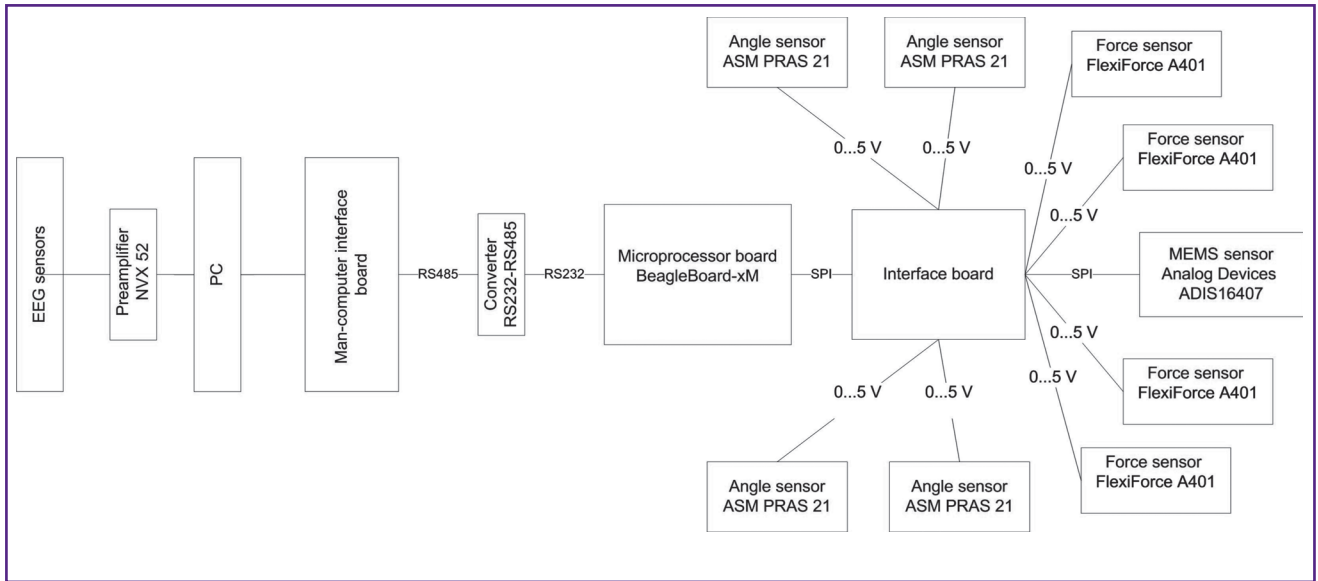 EEG sensors
Preamplifier
NVX 52
PC
Man-computer interface
board
RS485
Converter
RS232-RS485
RS232
Microprocessor board
BeagleBoard-xM
SPI
Interface board
Angle sensor
ASM PRAS 21
0...5 V
Angle sensor
ASM PRAS 21
0...5 V
Force sensor
FlexiForce A401
0...5 V
Force sensor
FlexiForce A401
0...5 V
SPI
MEMS sensor
Analog Devices
ADIS16407
0...5 V
Force sensor
FlexiForce A401
0...5 V
Force sensor
FlexiForce A401
0...5 V
Angle sensor
ASM PRAS 21
0...5 V
Angle sensor
ASM PRAS 21